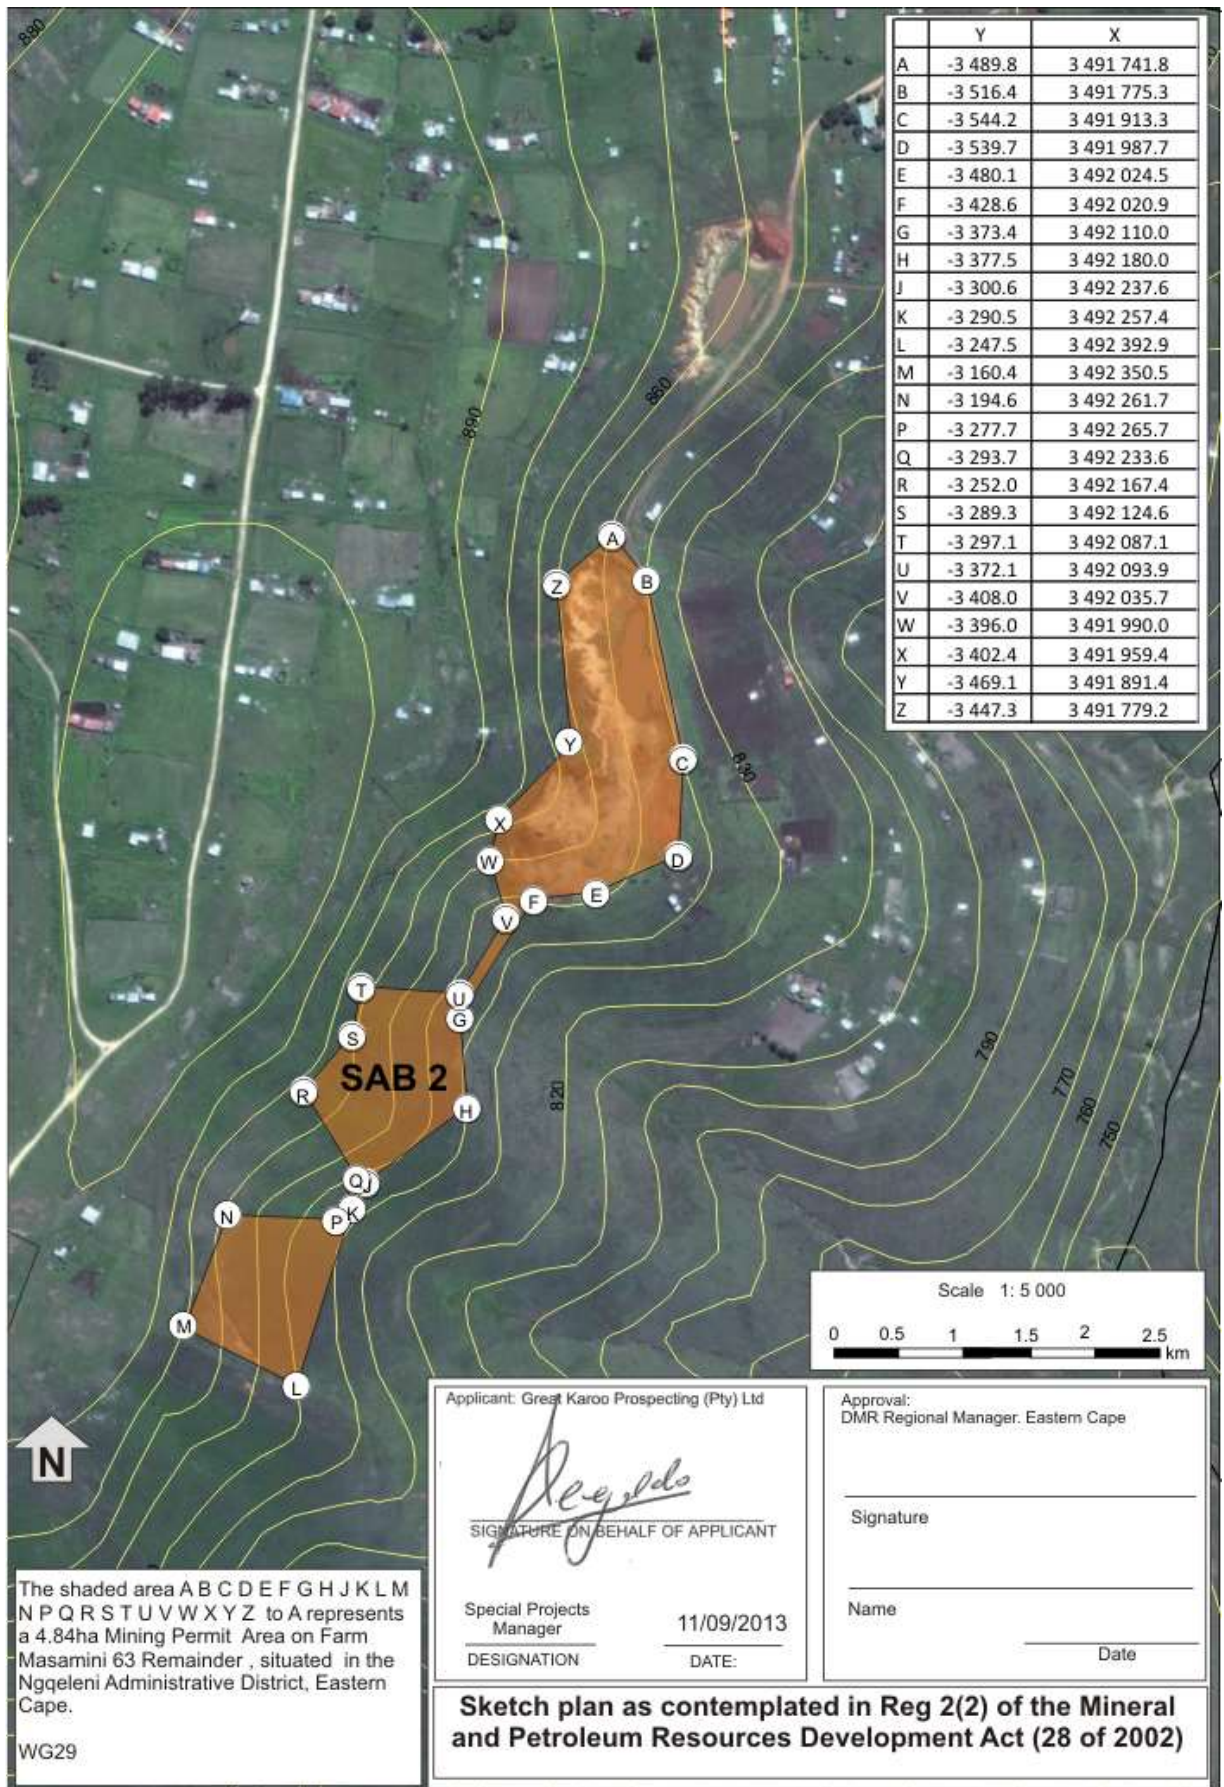 880
Y X
A -3 489.8 3 491 741.8
B -3 516.4 3 491 775.3
C -3 544.2 3 491 913.3
D -3 539.7 3 491 987.7
E -3 480.1 3 492 024.5
F -3 428.6 3 492 020.9
G -3 373.4 3 492 110.0
H -3 377.5 3 492 180.0
J -3 300.6 3 492 237.6
K -3 290.5 3 492 257.4
L -3 247.5 3 492 392.9
M -3 160.4 3 492 350.5
N -3 194.6 3 492 261.7
P -3 277.7 3 492 265.7
Q -3 293.7 3 492 233.6
R -3 252.0 3 492 167.4
S -3 289.3 3 492 124.6
T -3 297.1 3 492 087.1
U -3 372.1 3 492 093.9
V -3 408.0 3 492 035.7
W -3 396.0 3 491 990.0
X -3 402.4 3 491 959.4
Y -3 469.1 3 491 891.4
Z -3 447.3 3 491 779.2
860
890
A
Z
B
Y
C
830
X
W
D
E
F
V
T
U
G
S
SAB 2
R
H
820
790
770
760
750
Q
J
K
N
P
M
L
N
Scale 1: 5 000
0 0.5 1 1.5 2 2.5
km
Applicant: Great Karoo Prospecting (Pty) Ltd
SIGNATURE ON BEHALF OF APPLICANT
Special Projects
Manager
11/09/2013
DESIGNATION
DATE:
Approval:
DMR Regional Manager. Eastern Cape
Signature
Name
Date
The shaded area A B C D E F G H J K L M
N P Q R S T U V W X Y Z to A represents
a 4.84ha Mining Permit Area on Farm
Masamini 63 Remainder , situated in the
Ngqeleni Administrative District, Eastern
Cape.
WG29
Sketch plan as contemplated in Reg 2(2) of the Mineral
and Petroleum Resources Development Act (28 of 2002)